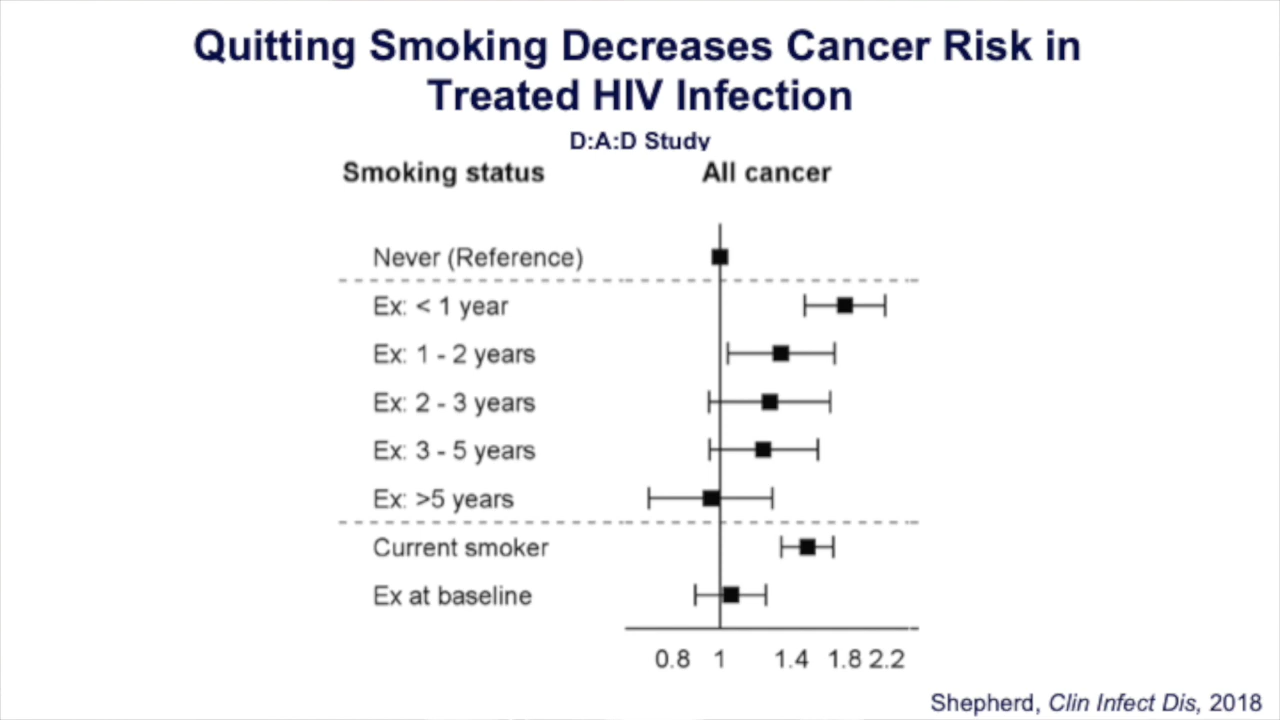 Quitting Smoking Decreases Cancer Risk in
Treated HIV Infection
D:A:D Study
Smoking status All cancer
Never (Reference)
Ex: < 1 year
Ex: 1 - 2 years
Ex: 2 - 3 years
Ex: 3 - 5 years
Ex: >5 years
Current smoker
Ex at baseline
0.8 1 1.4 1.8 2.2
Shepherd, Clin Infect Dis, 2018